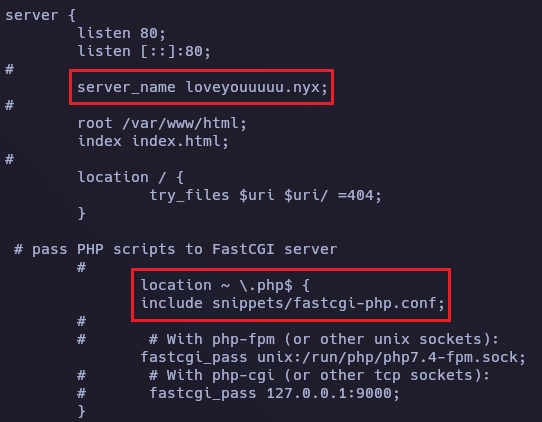 server {
        listen 80;
        listen [::]:80;
#
        server_name loveyouuuuu.nyx;
#
        root /var/www/html;
        index index.html;
#
        location / {
                try_files $uri $uri/ =404;
        }

 # pass PHP scripts to FastCGI server
        #
               location ~ \.php$ {
               include snippets/fastcgi-php.conf;
        #
        #       # With php-fpm (or other unix sockets):
               fastcgi_pass unix:/run/php/php7.4-fpm.sock;
        #       # With php-cgi (or other tcp sockets):
        #       fastcgi_pass 127.0.0.1:9000;
        }